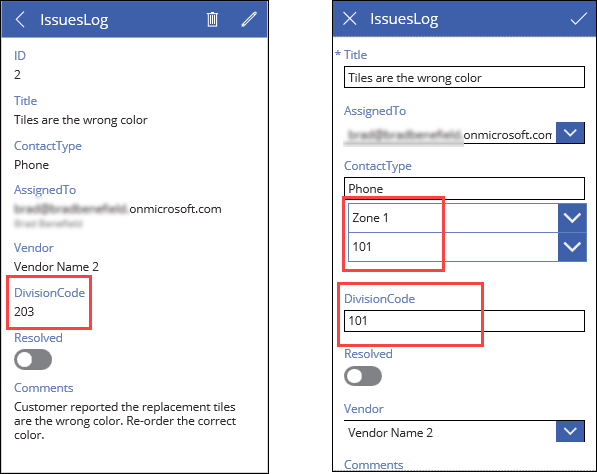 IssuesLog
ID
2
Title
Tiles are the wrong color
ContactType
Phone
AssignedTo
.onmicrosoft.com
Vendor
Vendor Name 2
DivisionCode
203
Resolved
Comments
Customer reported the replacement tiles
are the wrong color. Re-order the correct
color.
IssuesLog
* Title
Tiles are the wrong color
AssignedTo
.onmicrosoft.com
ContactType
Phone
Zone 1
101
DivisionCode
101
Resolved
Vendor
Vendor Name 2
Comments